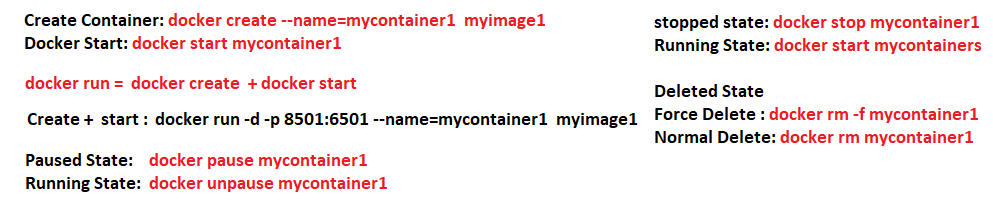 Create Container: docker create --name=mycontainer1 myimage1
Docker Start: docker start mycontainer1
docker run = docker create + docker start
Create + start : docker run -d -p 8501:6501 --name=mycontainer1 myimage1
Paused State: docker pause mycontainer1
Running State: docker unpause mycontainer1
stopped state: docker stop mycontainer1
Running State: docker start mycontainers
Deleted State
Force Delete : docker rm -f mycontainer1
Normal Delete: docker rm mycontainer1